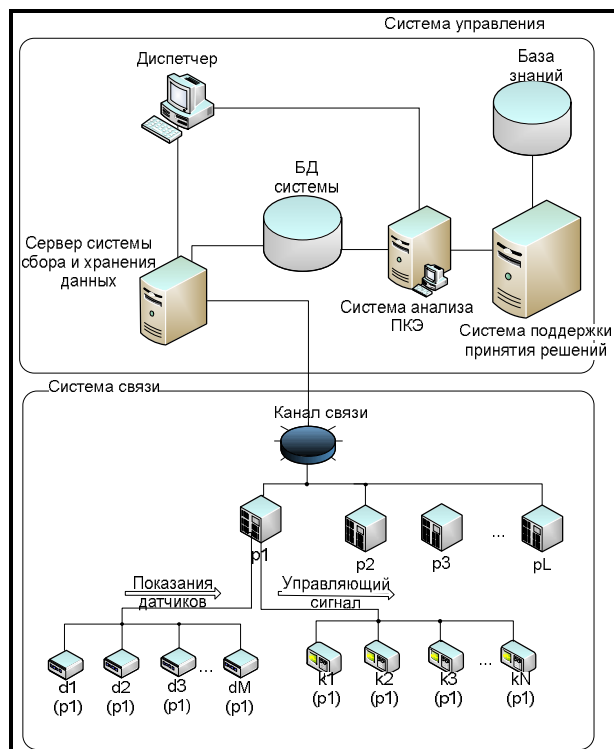 Система управления
Диспетчер
База
знаний
БД
системы
Сервер системы
сбора и хранения
данных
Система анализа
ПКЭ
Система поддержки
принятия решений
Система связи
Канал связи
p1
p2
p3
...
pL
Показания
датчиков
Управляющий
сигнал
d1
(p1)
d2
(p1)
d3
(p1)
...
dM
(p1)
k1
(p1)
k2
(p1)
k3
(p1)
...
kN
(p1)